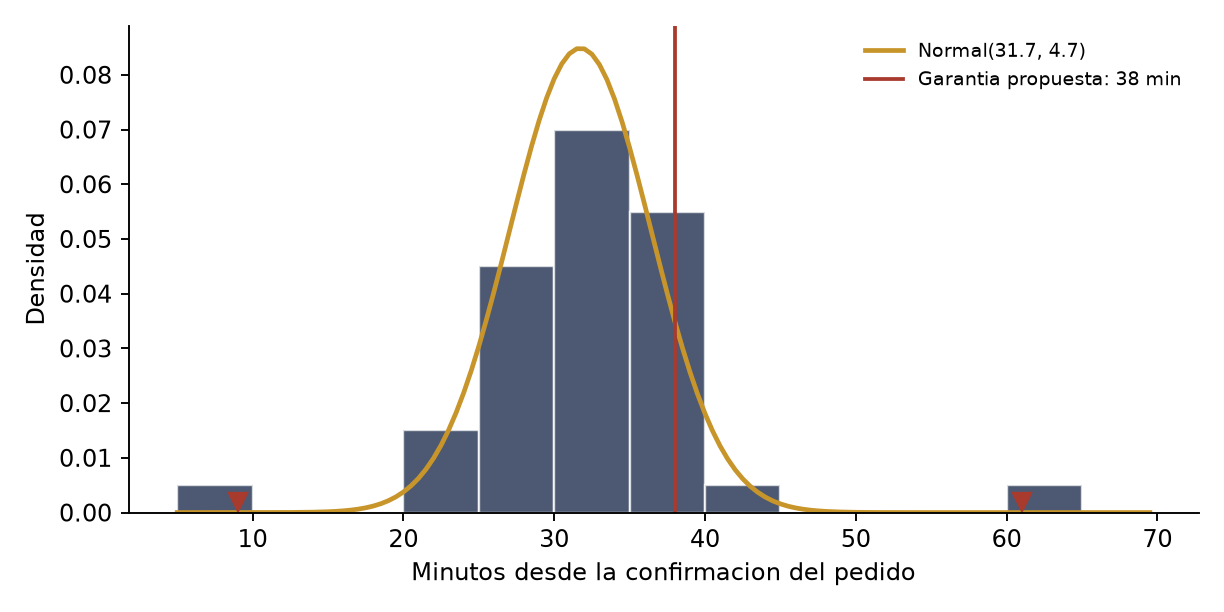 Normal(31.7, 4.7)
Garantia propuesta: 38 min
Densidad
0.08
0.07
0.06
0.05
0.04
0.03
0.02
0.01
0.00
10 20 30 40 50 60 70
Minutos desde la confirmacion del pedido